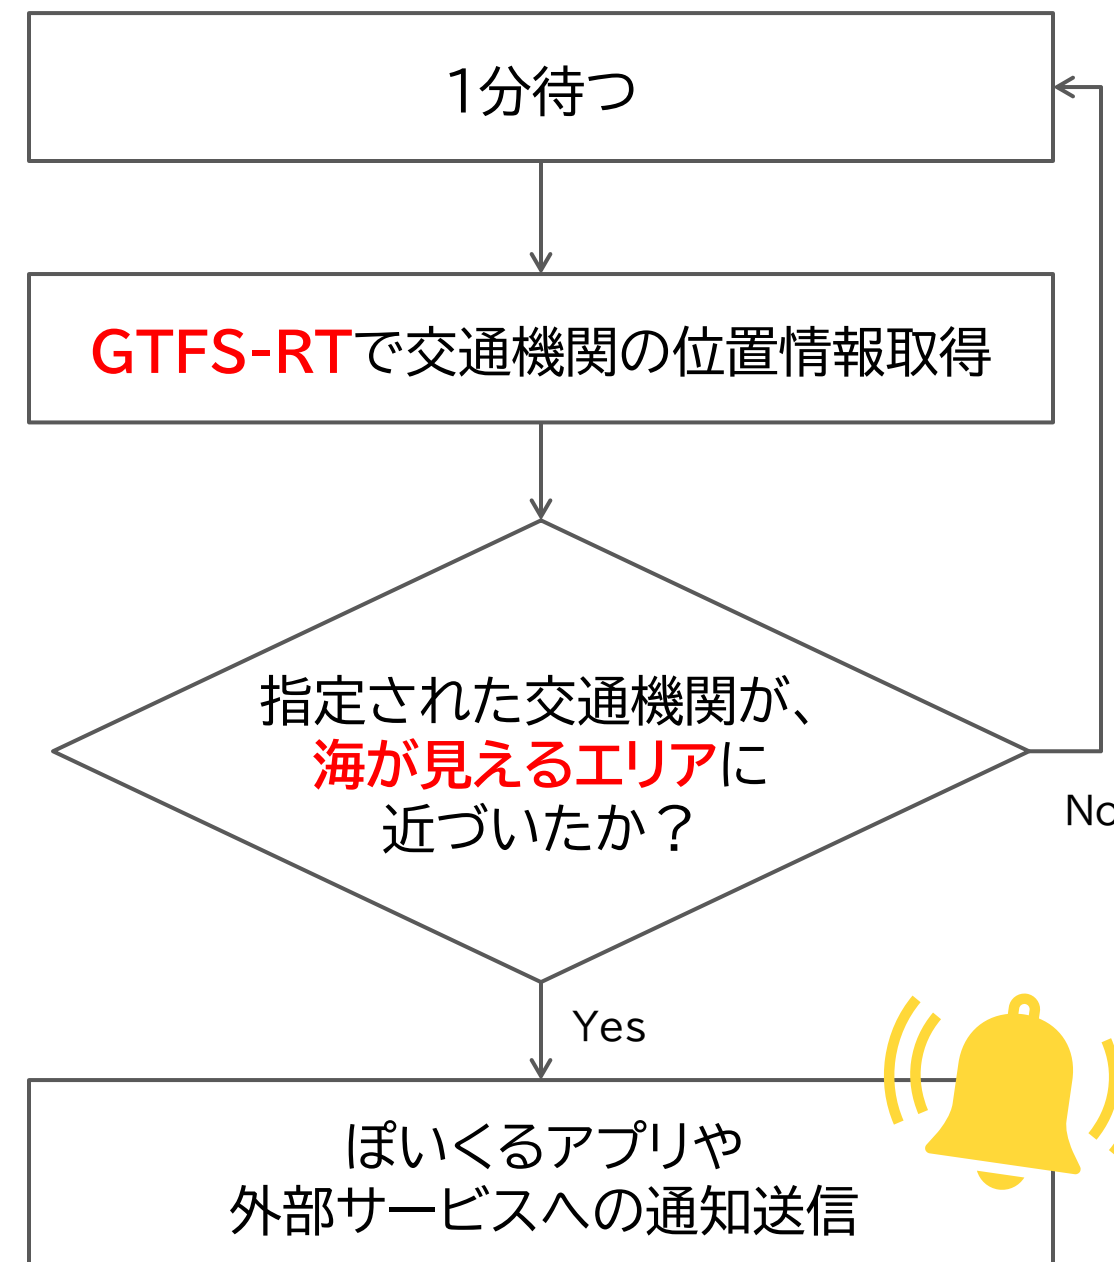 1分待つ
GTFS-RTで交通機関の位置情報取得
指定された交通機関が、
海が見えるエリアに
近づいたか？
No
Yes
ぽいくるアプリや
外部サービスへの通知送信